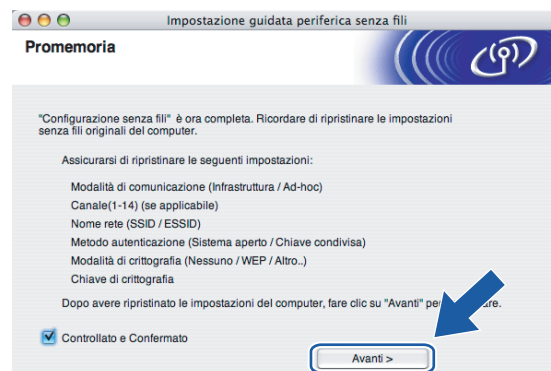 Impostazione guidata periferica senza fili
Promemoria
"Configurazione senza fili" è ora completa. Ricordare di ripristinare le impostazioni
senza fili originali del computer.
Assicurarsi di ripristinare le seguenti impostazioni:
Modalità di comunicazione (Infrastruttura / Ad-hoc)
Canale(1-14) (se applicabile)
Nome rete (SSID / ESSID)
Metodo autenticazione (Sistema aperto / Chiave condivisa)
Modalità di crittografia (Nessuno / WEP / Altro..)
Chiave di crittografia
Dopo avere ripristinato le impostazioni del computer, fare clic su "Avanti"
Controllato e Confermato
Avanti >